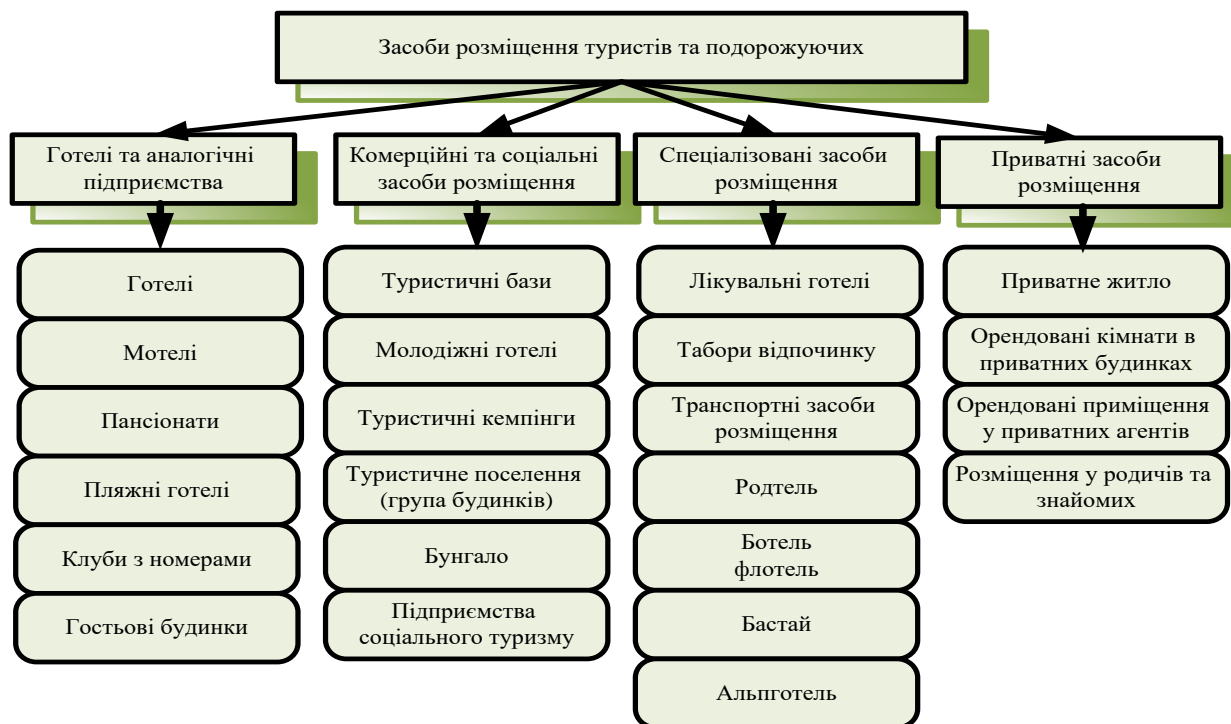 Засоби розміщення туристів та подорожуючих
Готелі та аналогічні
підприємства
Готелі
Мотелі
Пансіонати
Пляжні готелі
Клуби з номерами
Гостьові будинки
Комерційні та соціальні
засоби розміщення
Туристичні бази
Молодіжні готелі
Туристичні кемпінги
Туристичне поселення
(група будинків)
Бунгало
Підприємства
соціального туризму
Спеціалізовані засоби
розміщення
Лікувальні готелі
Табори відпочинку
Транспортні засоби
розміщення
Родтель
Ботель
флотель
Бастай
Альпготель
Приватні засоби
розміщення
Приватне житло
Орендовані кімнати в
приватних будинках
Орендовані приміщення
у приватних агентів
Розміщення у родичів та
знайомих